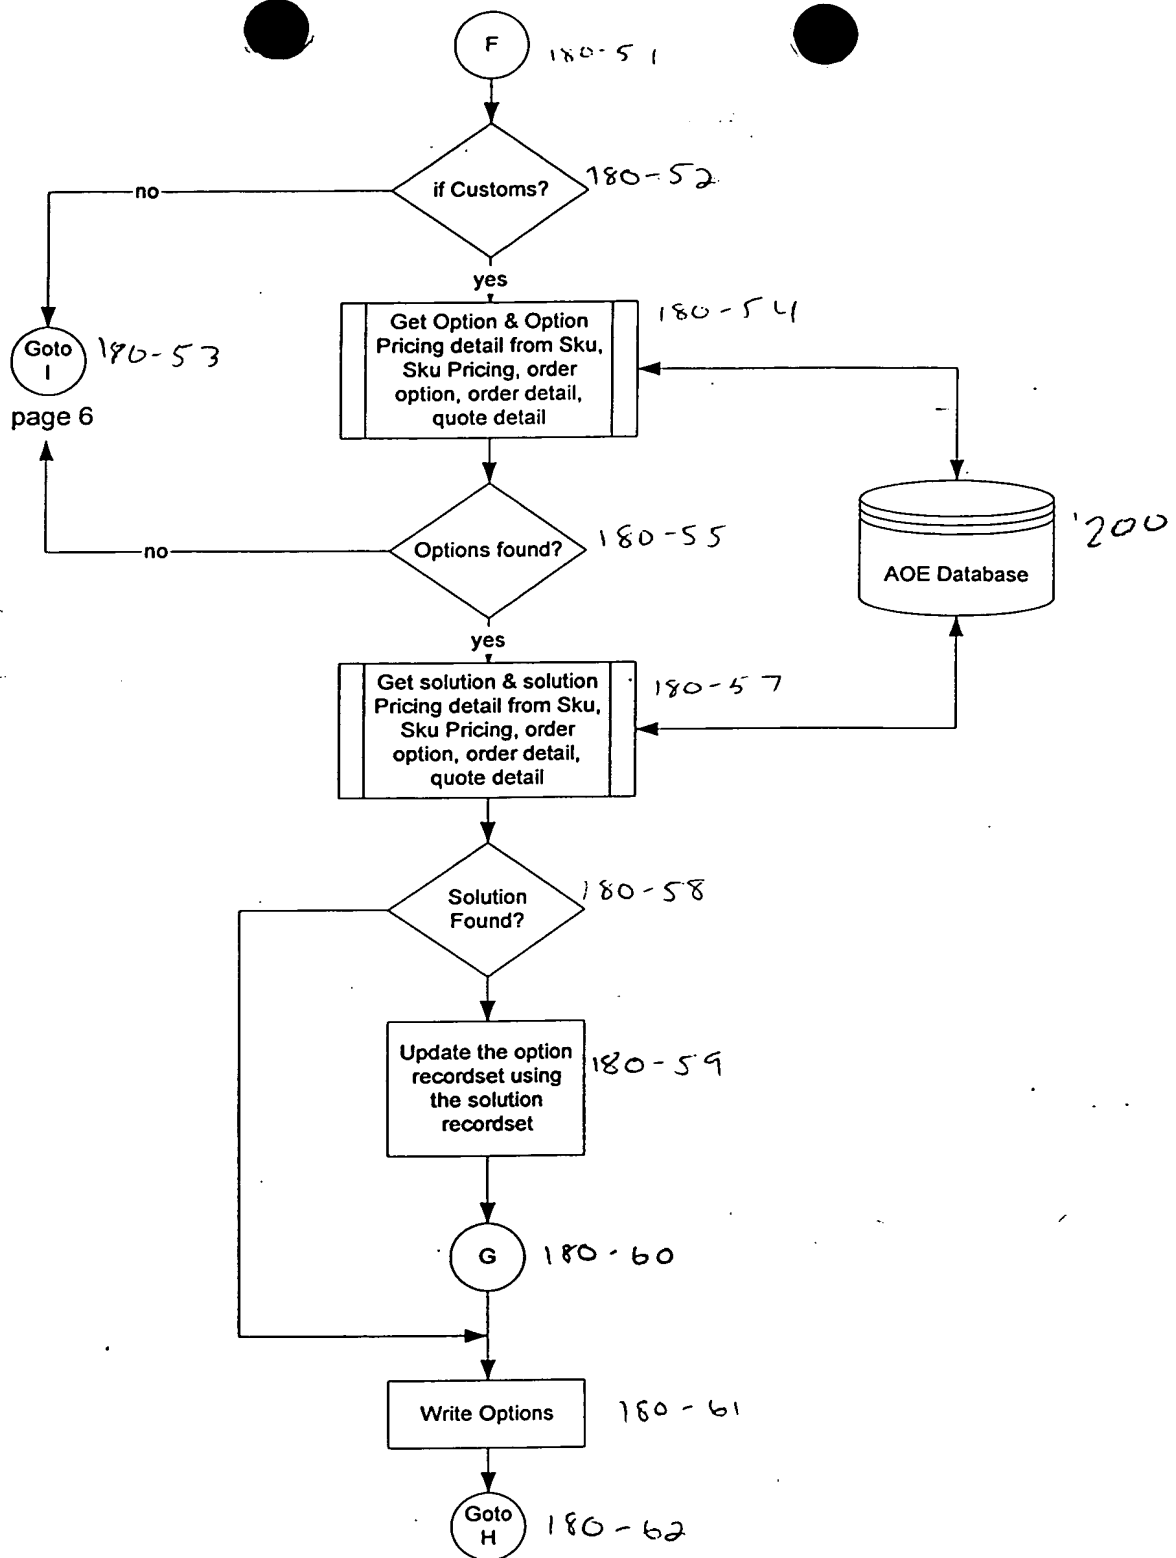 F
180-51
if Customs?
180-52
no
yes
Get Option & Option
Pricing detail from Sku,
Sku Pricing, order
option, order detail,
quote detail
180-54
Goto
I
180-53
page 6
Options found?
180-55
no
AOE Database
200
yes
Get solution & solution
Pricing detail from Sku,
Sku Pricing, order
option, order detail,
quote detail
180-57
Solution
Found?
180-58
Update the option
recordset using
the solution
recordset
180-59
G
180-60
Write Options
180-61
Goto
H
180-62